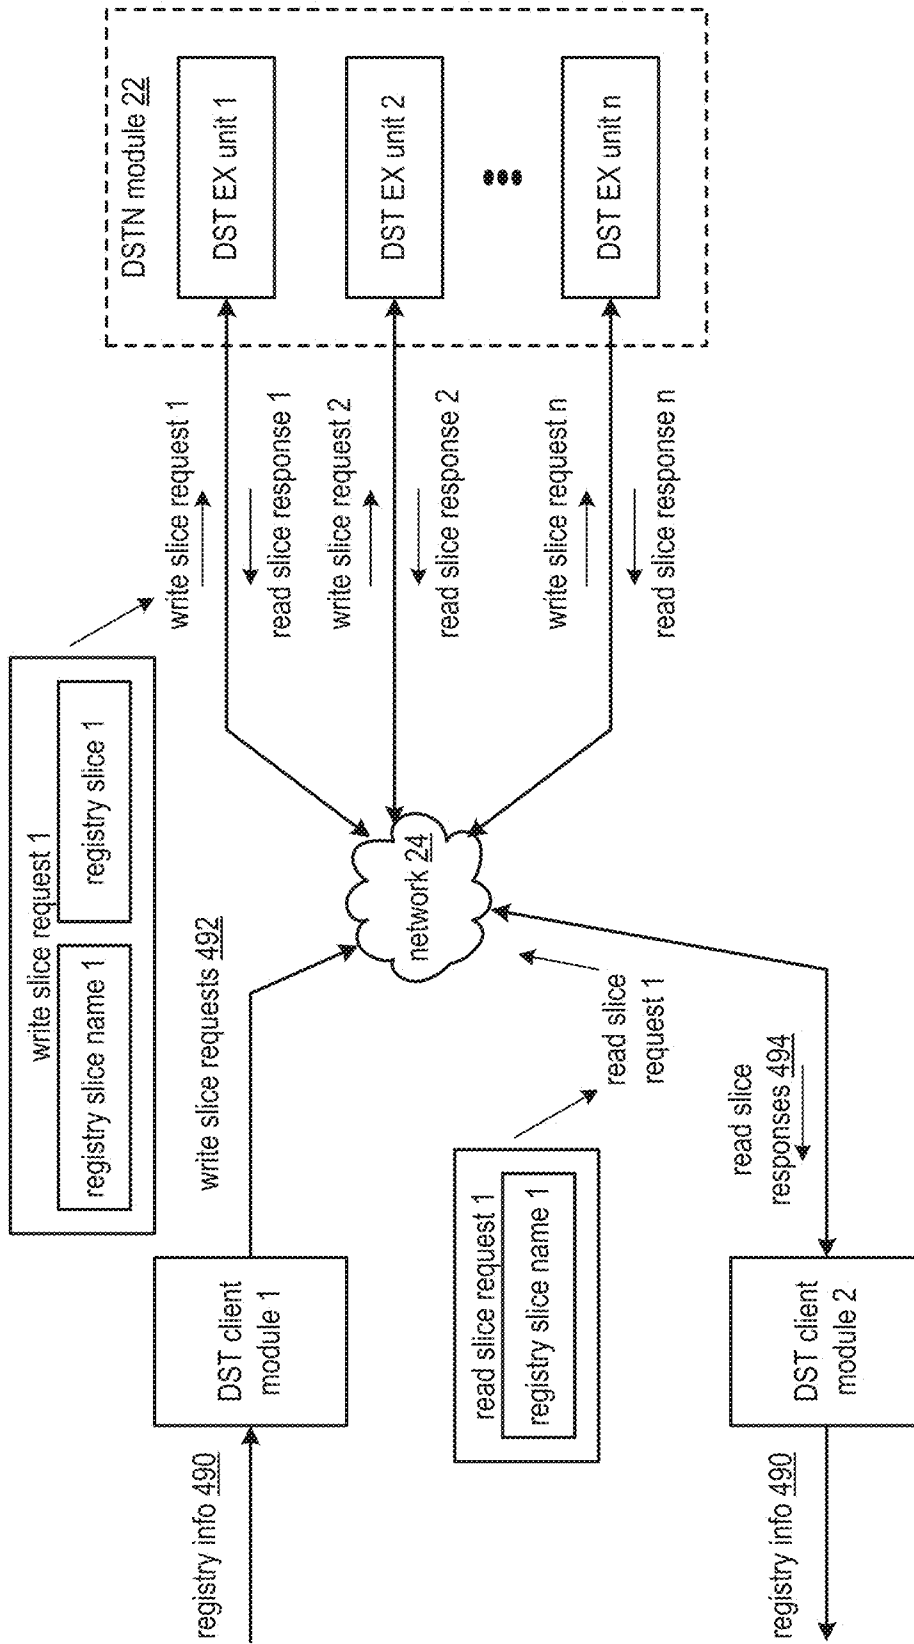 write slice request 1
registry slice name 1
registry slice 1
registry info 490
DST client
module 1
write slice requests 492
network 24
write slice request 1
read slice response 1
write slice request 2
read slice response 2
write slice request n
read slice response n
DSTN module 22
DST EX unit 1
DST EX unit 2
DST EX unit n
read slice request 1
registry slice name 1
read slice
request 1
read slice
responses 494
DST client
module 2
registry info 490